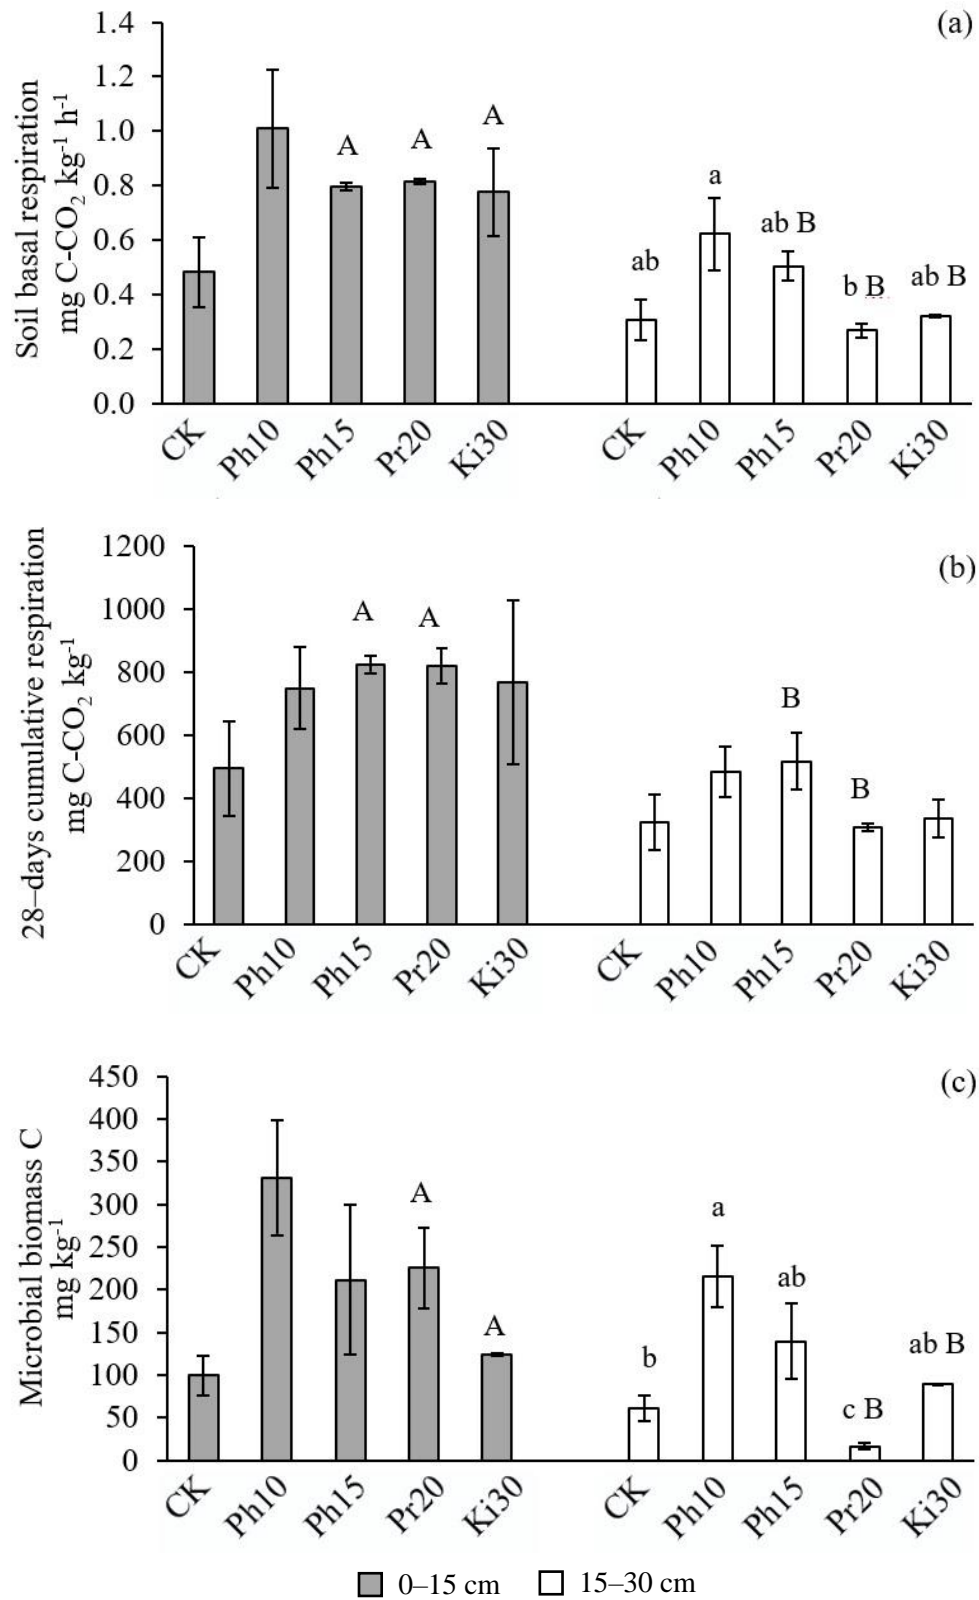 (a)
Soil basal respiration
mg C-CO2 kg-1 h-1
1.4
1.2
1.0
0.8
0.6
0.4
0.2
0.0
A
A
A
ab
a
ab B
b B
ab B
CK
Ph10
Ph15
Pr20
Ki30
CK
Ph10
Ph15
Pr20
Ki30
(b)
28–days cumulative respiration
mg C-CO2 kg-1
1200
1000
800
600
400
200
0
A
A
B
B
CK
Ph10
Ph15
Pr20
Ki30
CK
Ph10
Ph15
Pr20
Ki30
(c)
Microbial biomass C
mg kg-1
450
400
350
300
250
200
150
100
50
0
A
A
b
a
ab
c B
ab B
CK
Ph10
Ph15
Pr20
Ki30
CK
Ph10
Ph15
Pr20
Ki30
0–15 cm
15–30 cm